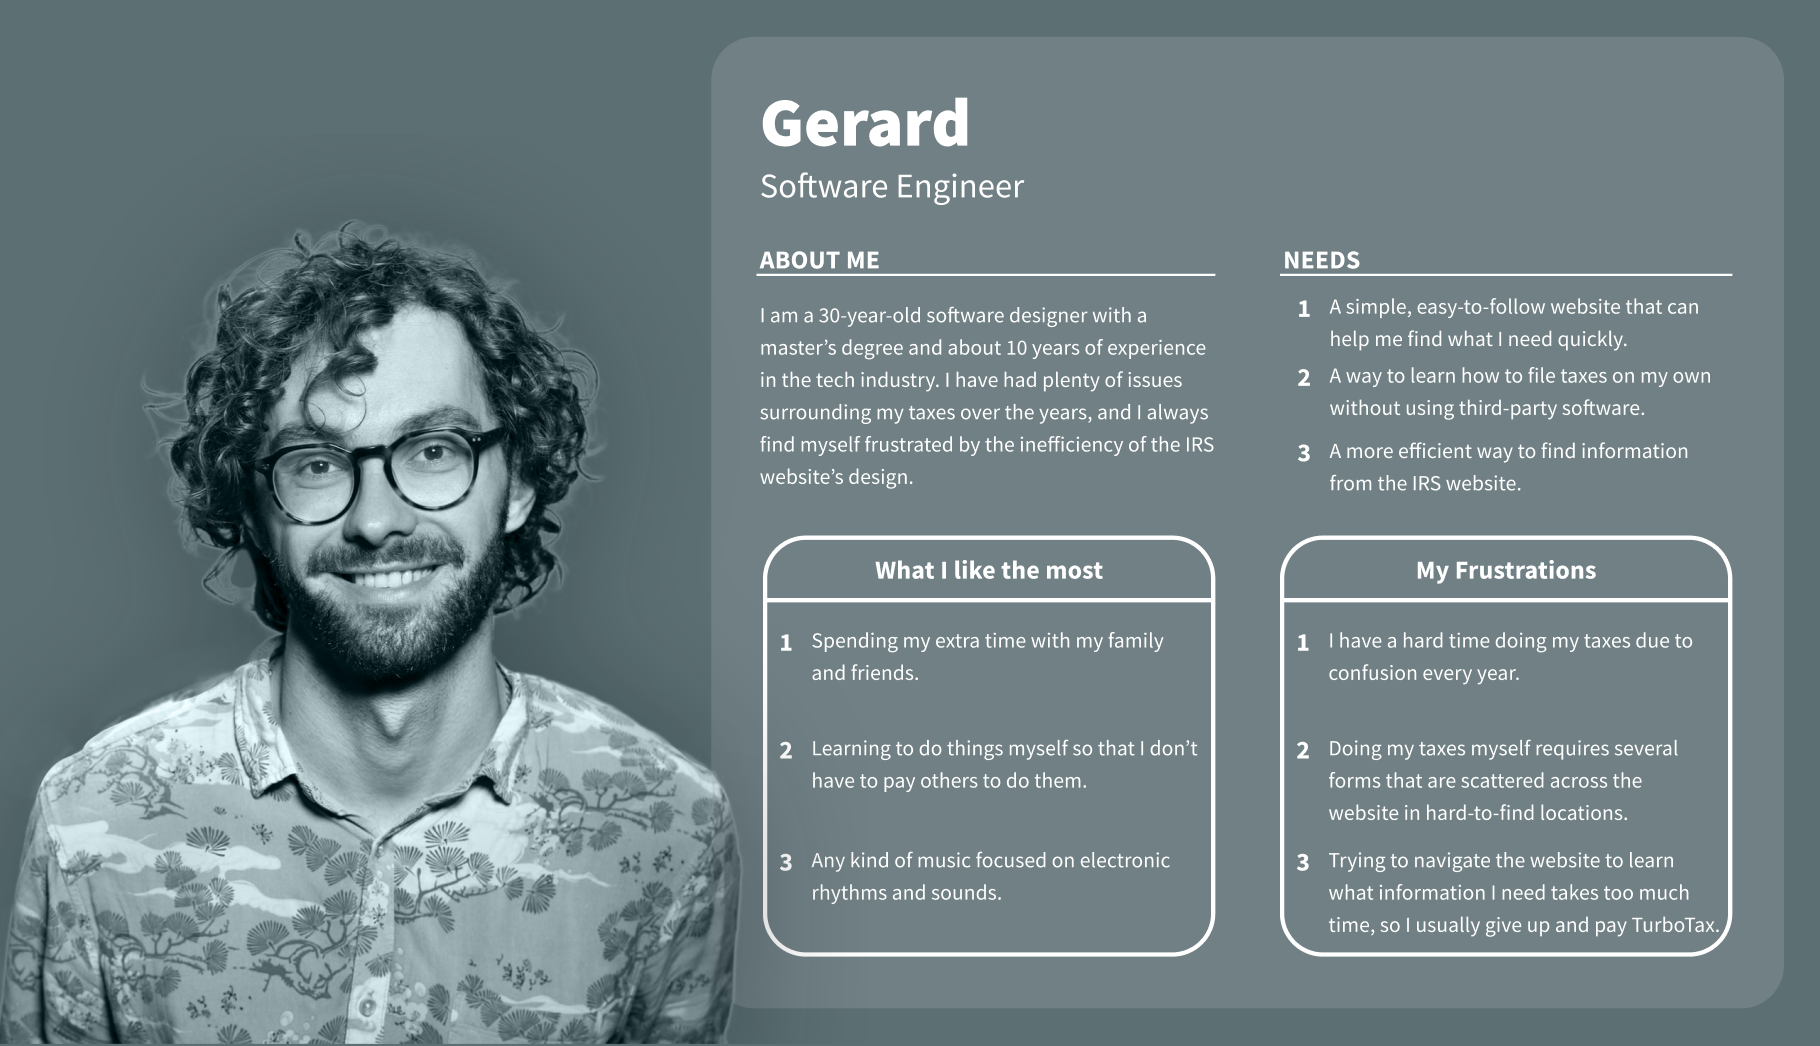 Gerard
Software Engineer
ABOUT ME
I am a 30-year-old software designer with a
master’s degree and about 10 years of experience
in the tech industry. I have had plenty of issues
surrounding my taxes over the years, and I always
find myself frustrated by the inefficiency of the IRS
website’s design.
NEEDS
1 A simple, easy-to-follow website that can
help me find what I need quickly.
2 A way to learn how to file taxes on my own
without using third-party software.
3 A more efficient way to find information
from the IRS website.
What I like the most
1 Spending my extra time with my family
and friends.
2 Learning to do things myself so that I don’t
have to pay others to do them.
3 Any kind of music focused on electronic
rhythms and sounds.
My Frustrations
1 I have a hard time doing my taxes due to
confusion every year.
2 Doing my taxes myself requires several
forms that are scattered across the
website in hard-to-find locations.
3 Trying to navigate the website to learn
what information I need takes too much
time, so I usually give up and pay TurboTax.